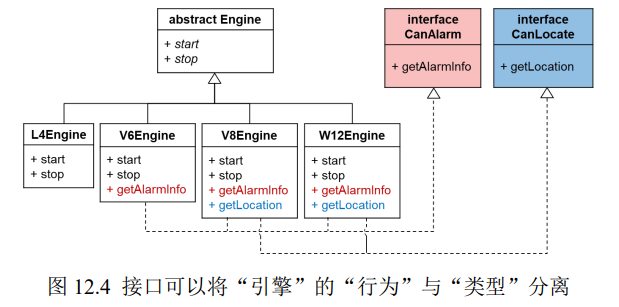 abstract Engine
+ start
+ stop
interface
CanAlarm
+ getAlarmInfo
interface
CanLocate
+ getLocation
L4Engine
+ start
+ stop
V6Engine
+ start
+ stop
+ getAlarmInfo
V8Engine
+ start
+ stop
+ getAlarmInfo
+ getLocation
W12Engine
+ start
+ stop
+ getAlarmInfo
+ getLocation
图 12.4 接口可以将“引擎”的“行为”与“类型”分离